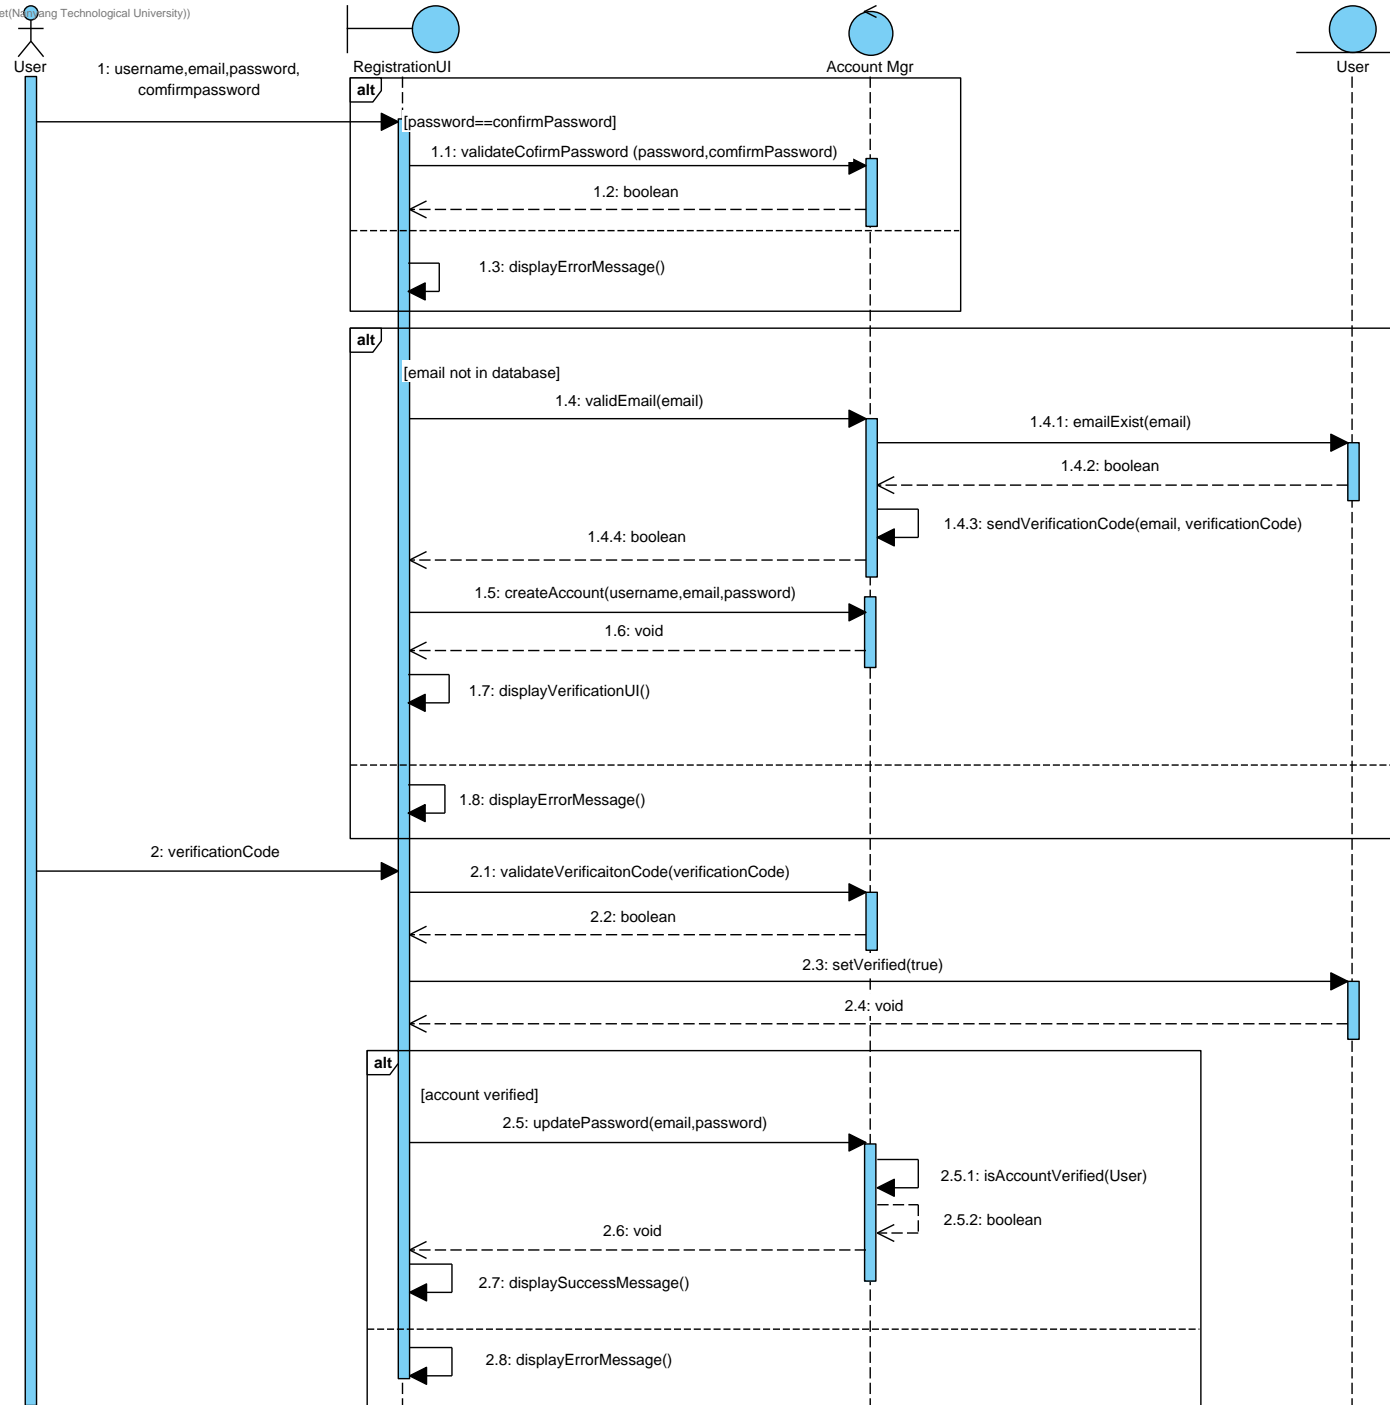 et(Nanyang Technological University))
User
RegistrationUI
Account Mgr
User
1: username,email,password,
comfirmpassword
alt
[password==confirmPassword]
1.1: validateCofirmPassword (password,comfirmPassword)
1.2: boolean
1.3: displayErrorMessage()
alt
[email not in database]
1.4: validEmail(email)
1.4.1: emailExist(email)
1.4.2: boolean
1.4.3: sendVerificationCode(email, verificationCode)
1.4.4: boolean
1.5: createAccount(username,email,password)
1.6: void
1.7: displayVerificationUI()
1.8: displayErrorMessage()
2: verificationCode
2.1: validateVerificaitonCode(verificationCode)
2.2: boolean
2.3: setVerified(true)
2.4: void
alt
[account verified]
2.5: updatePassword(email,password)
2.5.1: isAccountVerified(User)
2.5.2: boolean
2.6: void
2.7: displaySuccessMessage()
2.8: displayErrorMessage()